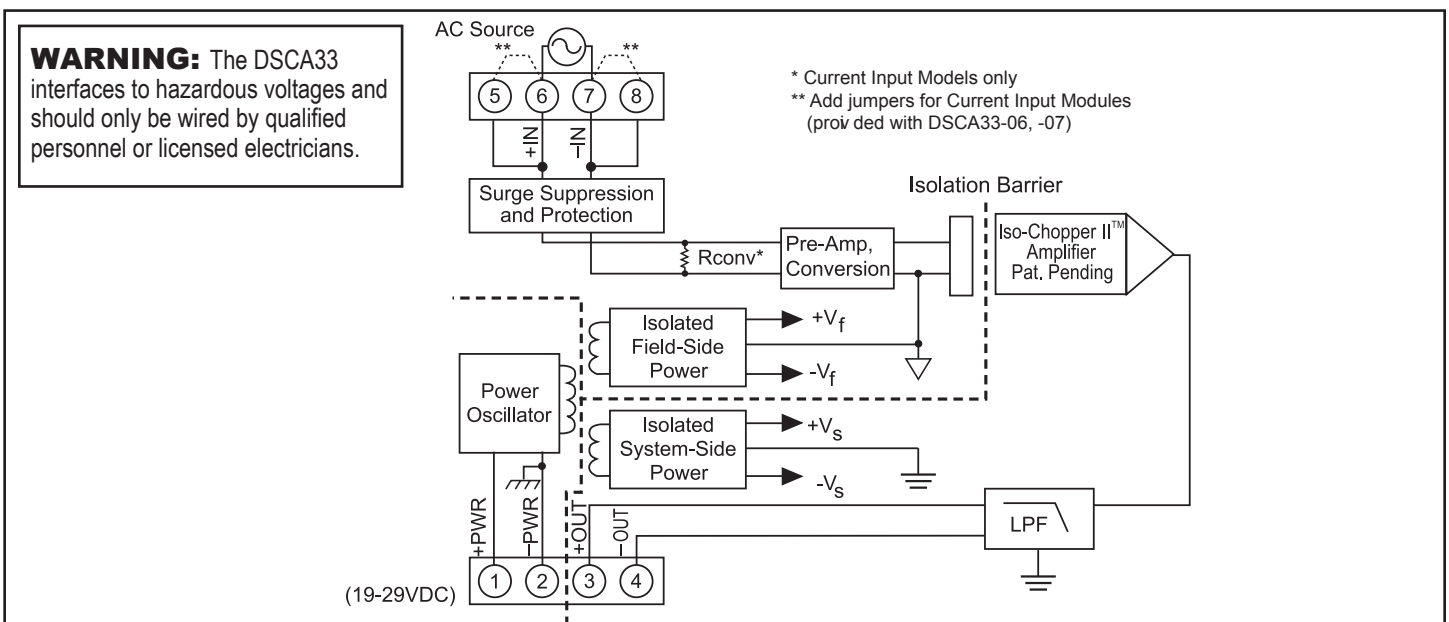 WARNING: The DSCA33
interfaces to hazardous voltages and
should only be wired by qualified
personnel or licensed electricians.
AC Source
** **
5 6 7 8
* Current Input Models only
** Add jumpers for Current Input Modules
(provided with DSCA33-06, -07)
+IN
–IN
Surge Suppression
and Protection
Isolation Barrier
Rconv*
Pre-Amp,
Conversion
Iso-Chopper II™
Amplifier
Pat. Pending
Isolated
Field-Side
Power
+Vf
-Vf
Power
Oscillator
Isolated
System-Side
Power
+Vs
-Vs
+PWR
–PWR
+OUT
–OUT
LPF
(19-29VDC)
1 2 3 4